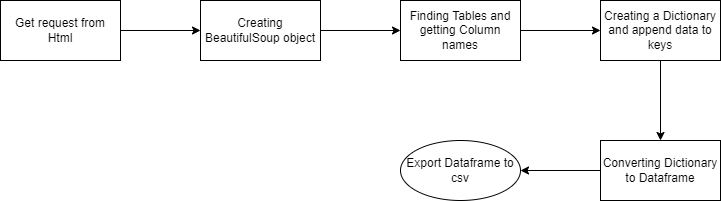 Get request from
Html
Creating
BeautifulSoup object
Finding Tables and
getting Column
names
Creating a Dictionary
and append data to
keys
Converting Dictionary
to Dataframe
Export Dataframe to
csv